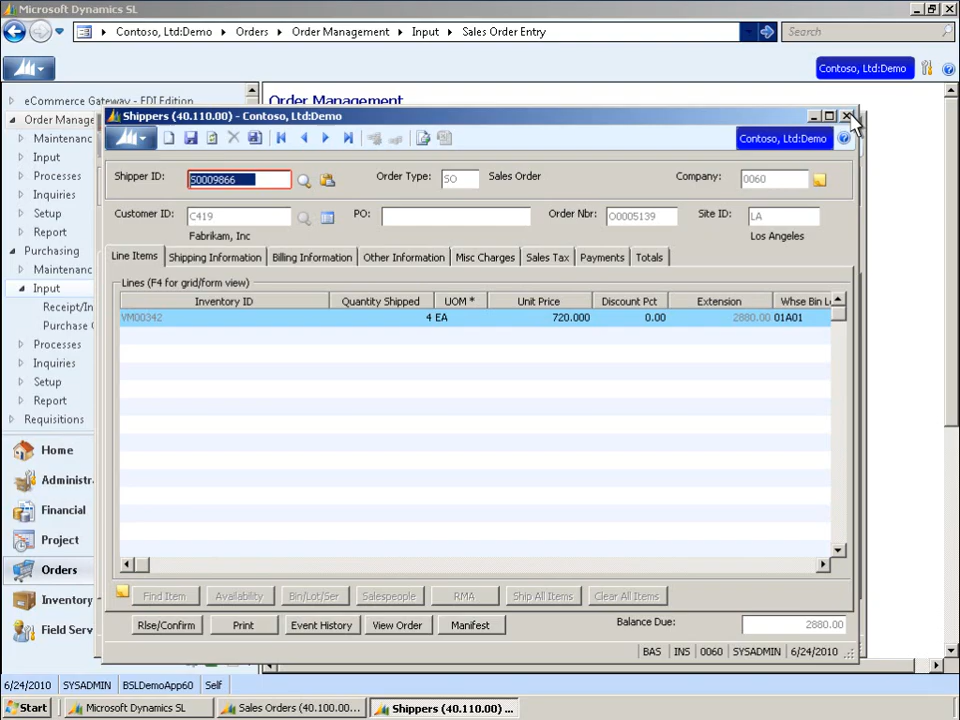 Microsoft Dynamics SL
Contoso, Ltd:Demo Orders Order Management Input Sales Order Entry Search
Contoso, Ltd:Demo
eCommerce Gateway - EDI Edition
Order Management
Order Manage
Maintenanc
Input
Processes
Inquiries
Setup
Report
Purchasing
Maintenanc
Input
Receipt/In
Purchase
Processes
Inquiries
Setup
Report
Requisitions
Home
Administr
Financial
Project
Orders
Inventory
Field Serv
Shippers (40.110.00) - Contoso, Ltd:Demo
Contoso, Ltd:Demo
Shipper ID: S0009866 Order Type: SO Sales Order Company: 0060
Customer ID: C419 PO: Order Nbr: O0005139 Site ID: LA
Fabrikam, Inc Los Angeles
Line Items Shipping Information Billing Information Other Information Misc Charges Sales Tax Payments Totals
Lines (F4 for grid/form view)
Inventory ID Quantity Shipped UOM * Unit Price Discount Pct Extension Whse Bin Lo
VM00342 4 EA 720.000 0.00 2880.00 01A01
Find Item Availability Bin/Lot/Ser Salespeople RMA Ship All Items Clear All Items
Rlse/Confirm Print Event History View Order Manifest Balance Due: 2880.00
BAS INS 0060 SYSADMIN 6/24/2010
6/24/2010 SYSADMIN BSLDemoApp60 Self
Start Microsoft Dynamics SL Sales Orders (40.100.00... Shippers (40.110.00) ...